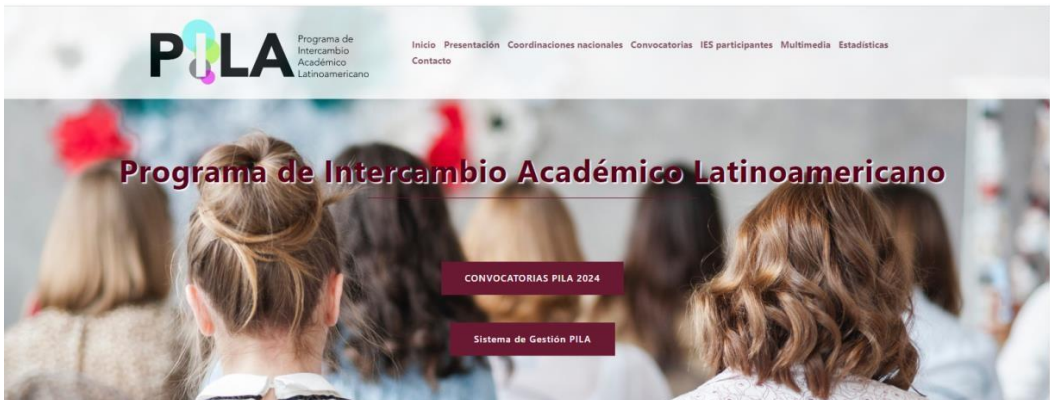 PILA
Programa de
Intercambio
Académico
Latinoamericano
Inicio Presentación Coordinaciones nacionales Convocatorias IES participantes Multimedia Estadísticas
Contacto
Programa de Intercambio Académico Latinoamericano
CONVOCATORIAS PILA 2024
Sistema de Gestión PILA